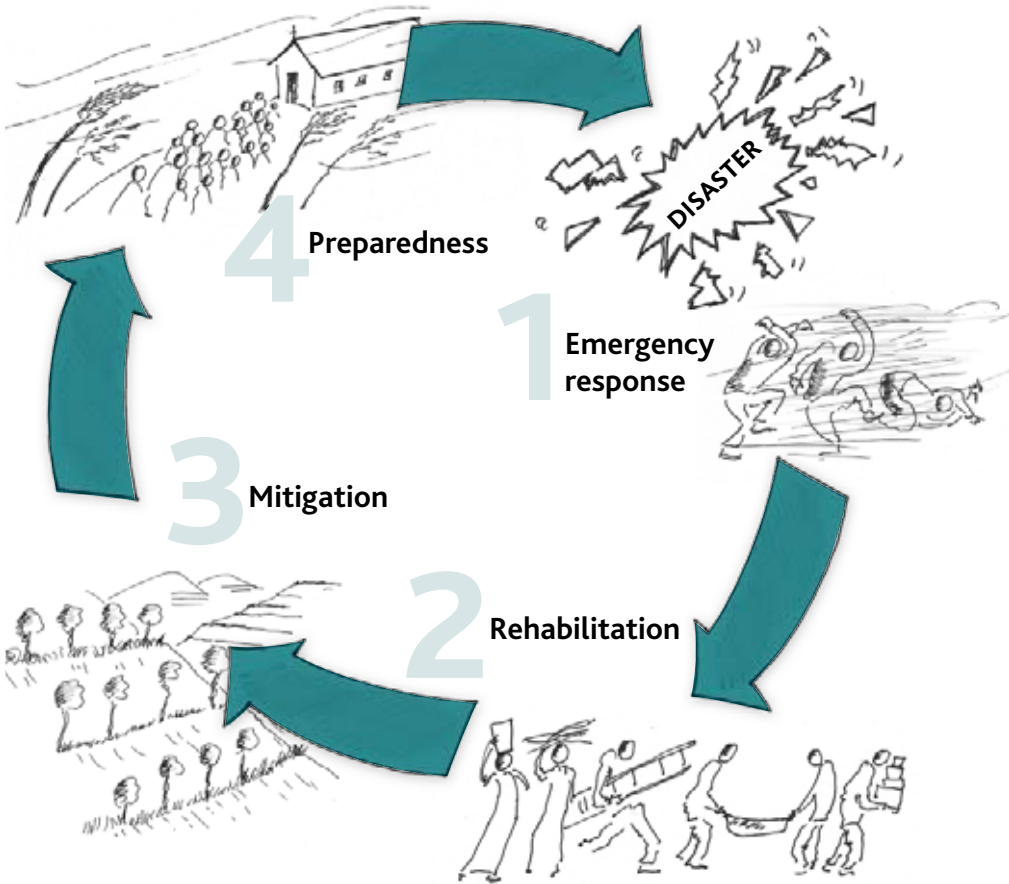 DISASTER
1
Emergency
response
2
Rehabilitation
3
Mitigation
4
Preparedness